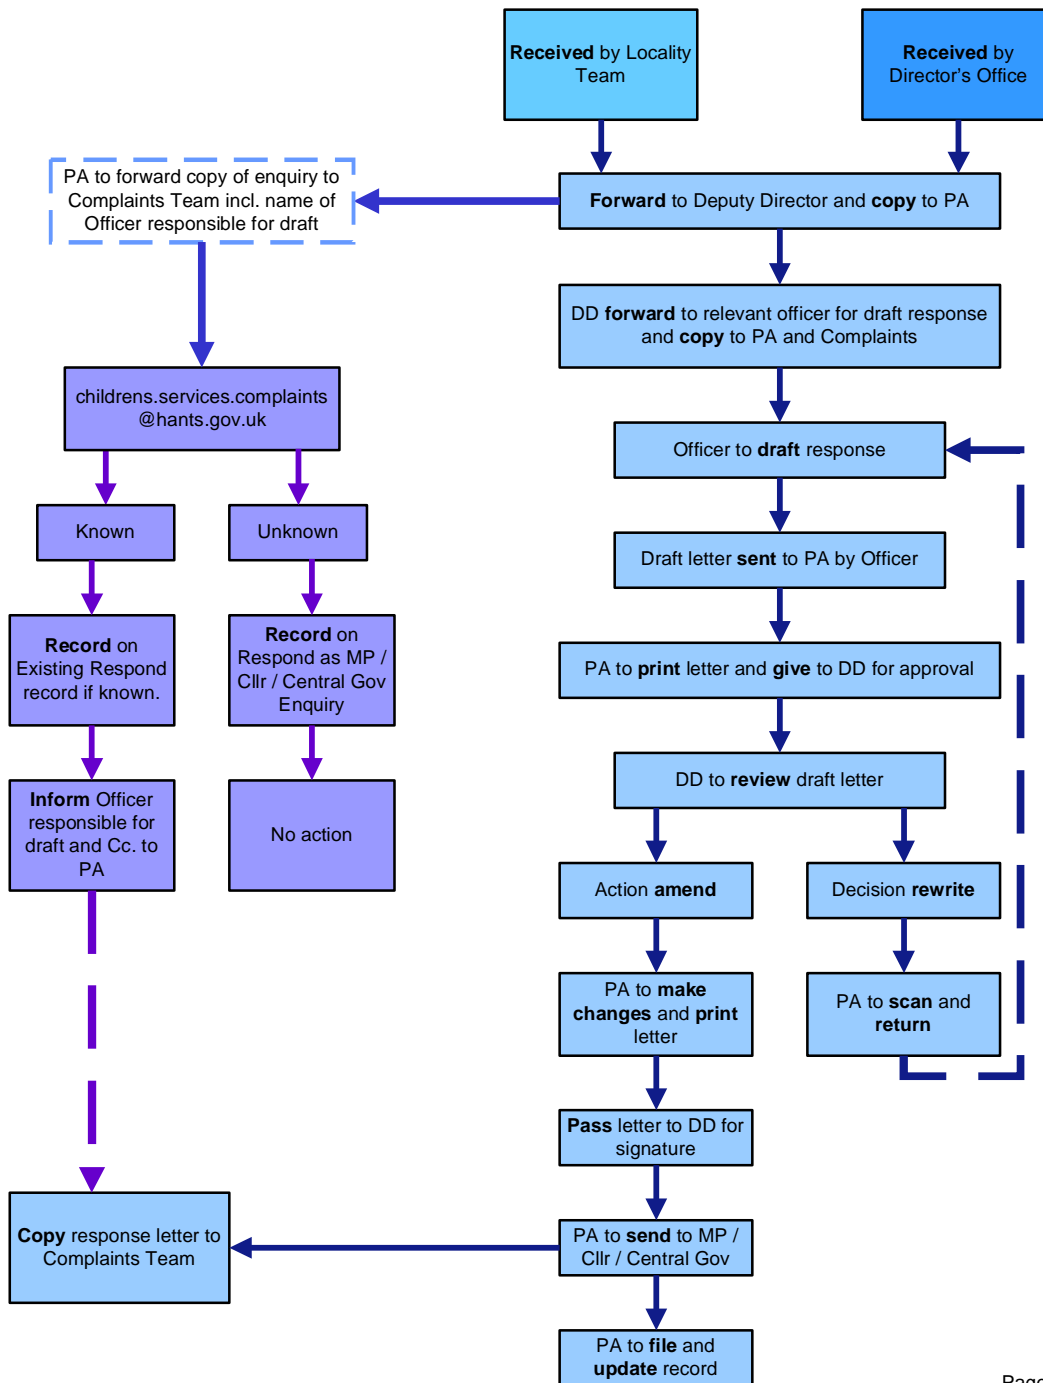 Received by Locality
Team
Received by
Director's Office
PA to forward copy of enquiry to
Complaints Team incl. name of
Officer responsible for draft
Forward to Deputy Director and copy to PA
DD forward to relevant officer for draft response
and copy to PA and Complaints
childrens.services.complaints
@hants.gov.uk
Officer to draft response
Known
Unknown
Draft letter sent to PA by Officer
Record on
Existing Respond
record if known.
Record on
Respond as MP /
Cllr / Central Gov
Enquiry
PA to print letter and give to DD for approval
DD to review draft letter
Inform Officer
responsible for
draft and Cc. to
PA
No action
Action amend
Decision rewrite
PA to make
changes and print
letter
PA to scan and
return
Pass letter to DD for
signature
Copy response letter to
Complaints Team
PA to send to MP /
Cllr / Central Gov
PA to file and
update record
Page